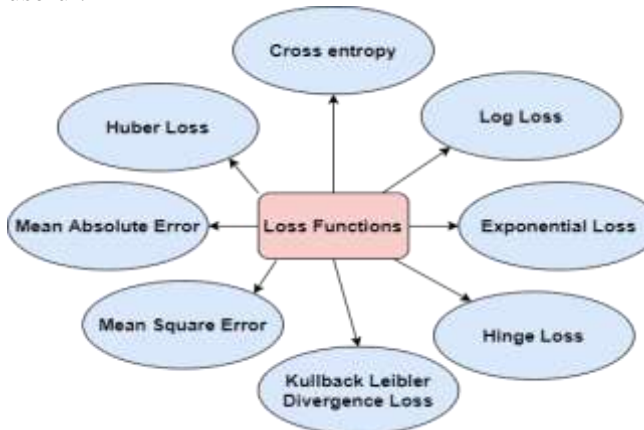 Cross entropy
Huber Loss
Log Loss
Mean Absolute Error
Loss Functions
Exponential Loss
Mean Square Error
Hinge Loss
Kullback Leibler
Divergence Loss